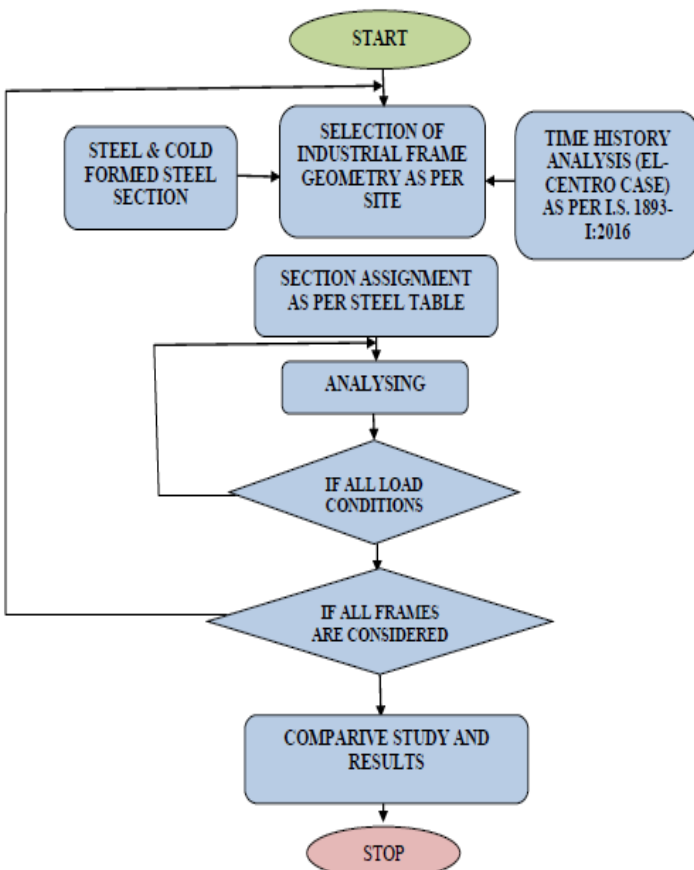 START
STEEL & COLD
FORMED STEEL
SECTION
SELECTION OF
INDUSTRIAL FRAME
GEOMETRY AS PER
SITE
TIME HISTORY
ANALYSIS (EL-
CENTRO CASE)
AS PER I.S. 1893-
I:2016
SECTION ASSIGNMENT
AS PER STEEL TABLE
ANALYSING
IF ALL LOAD
CONDITIONS
IF ALL FRAMES
ARE CONSIDERED
COMPARIVE STUDY AND
RESULTS
STOP